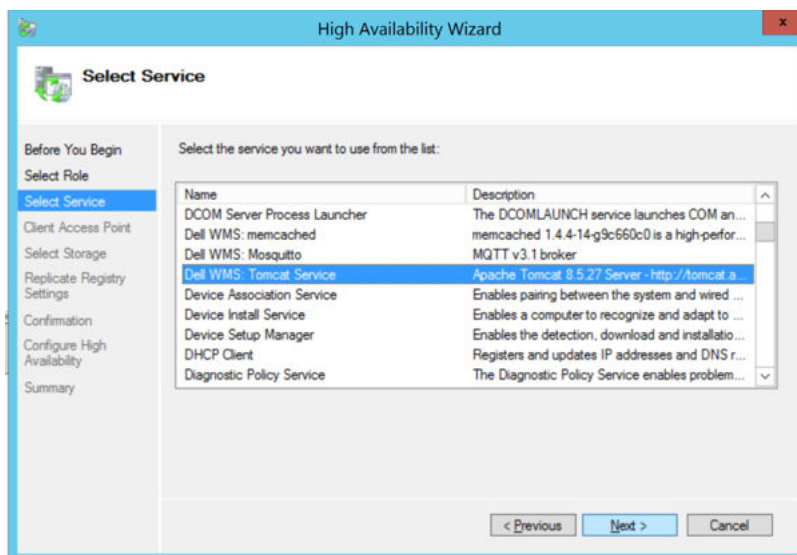 High Availability Wizard
x
Select Service
Before You Begin
Select Role
Select Service
Client Access Point
Select Storage
Replicate Registry
Settings
Confirmation
Configure High
Availability
Summary
Select the service you want to use from the list:
Name Description
DCOM Server Process Launcher The DCOMLAUNCH service launches COM an...
Dell WMS: memcached memcached 1.4.4-14-g9c660c0 is a high-perfor...
Dell WMS: Mosquitto MQTT v3.1 broker
Dell WMS: Tomcat Service Apache Tomcat 8.5.27 Server - http://tomcat.a...
Device Association Service Enables pairing between the system and wired ...
Device Install Service Enables a computer to recognize and adapt to ...
Device Setup Manager Enables the detection, download and installatio...
DHCP Client Registers and updates IP addresses and DNS r...
Diagnostic Policy Service The Diagnostic Policy Service enables problem...
< Previous Next > Cancel